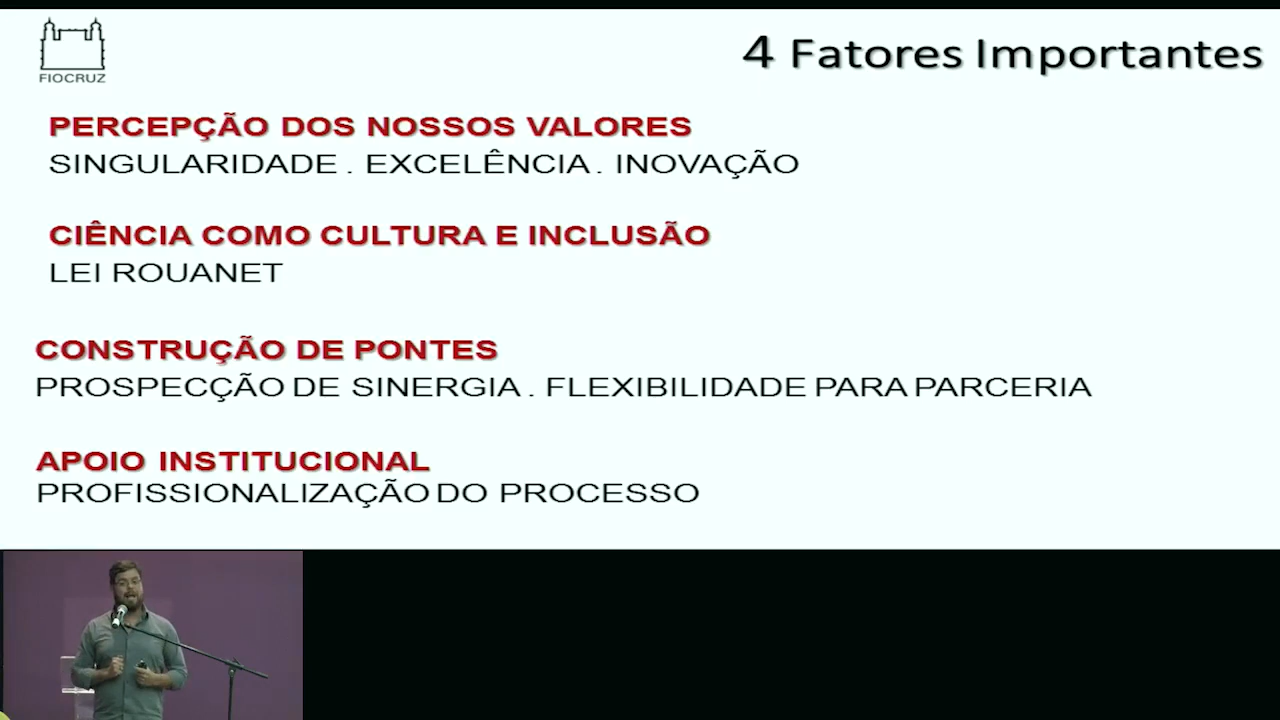 FIOCRUZ
4 Fatores Importantes
PERCEPÇÃO DOS NOSSOS VALORES
SINGULARIDADE . EXCELÊNCIA . INOVAÇÃO
CIÊNCIA COMO CULTURA E INCLUSÃO
LEI ROUANET
CONSTRUÇÃO DE PONTES
PROSPECÇÃO DE SINERGIA . FLEXIBILIDADE PARA PARCERIA
APOIO INSTITUCIONAL
PROFISSIONALIZAÇÃO DO PROCESSO